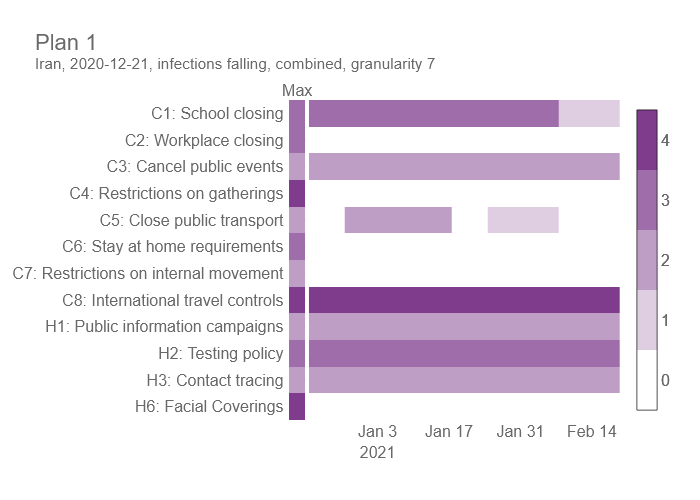 Plan 1
Iran, 2020-12-21, infections falling, combined, granularity 7
Max
C1: School closing
C2: Workplace closing
C3: Cancel public events
C4: Restrictions on gatherings
C5: Close public transport
C6: Stay at home requirements
C7: Restrictions on internal movement
C8: International travel controls
H1: Public information campaigns
H2: Testing policy
H3: Contact tracing
H6: Facial Coverings
4
3
2
1
0
Jan 3 Jan 17 Jan 31 Feb 14
2021